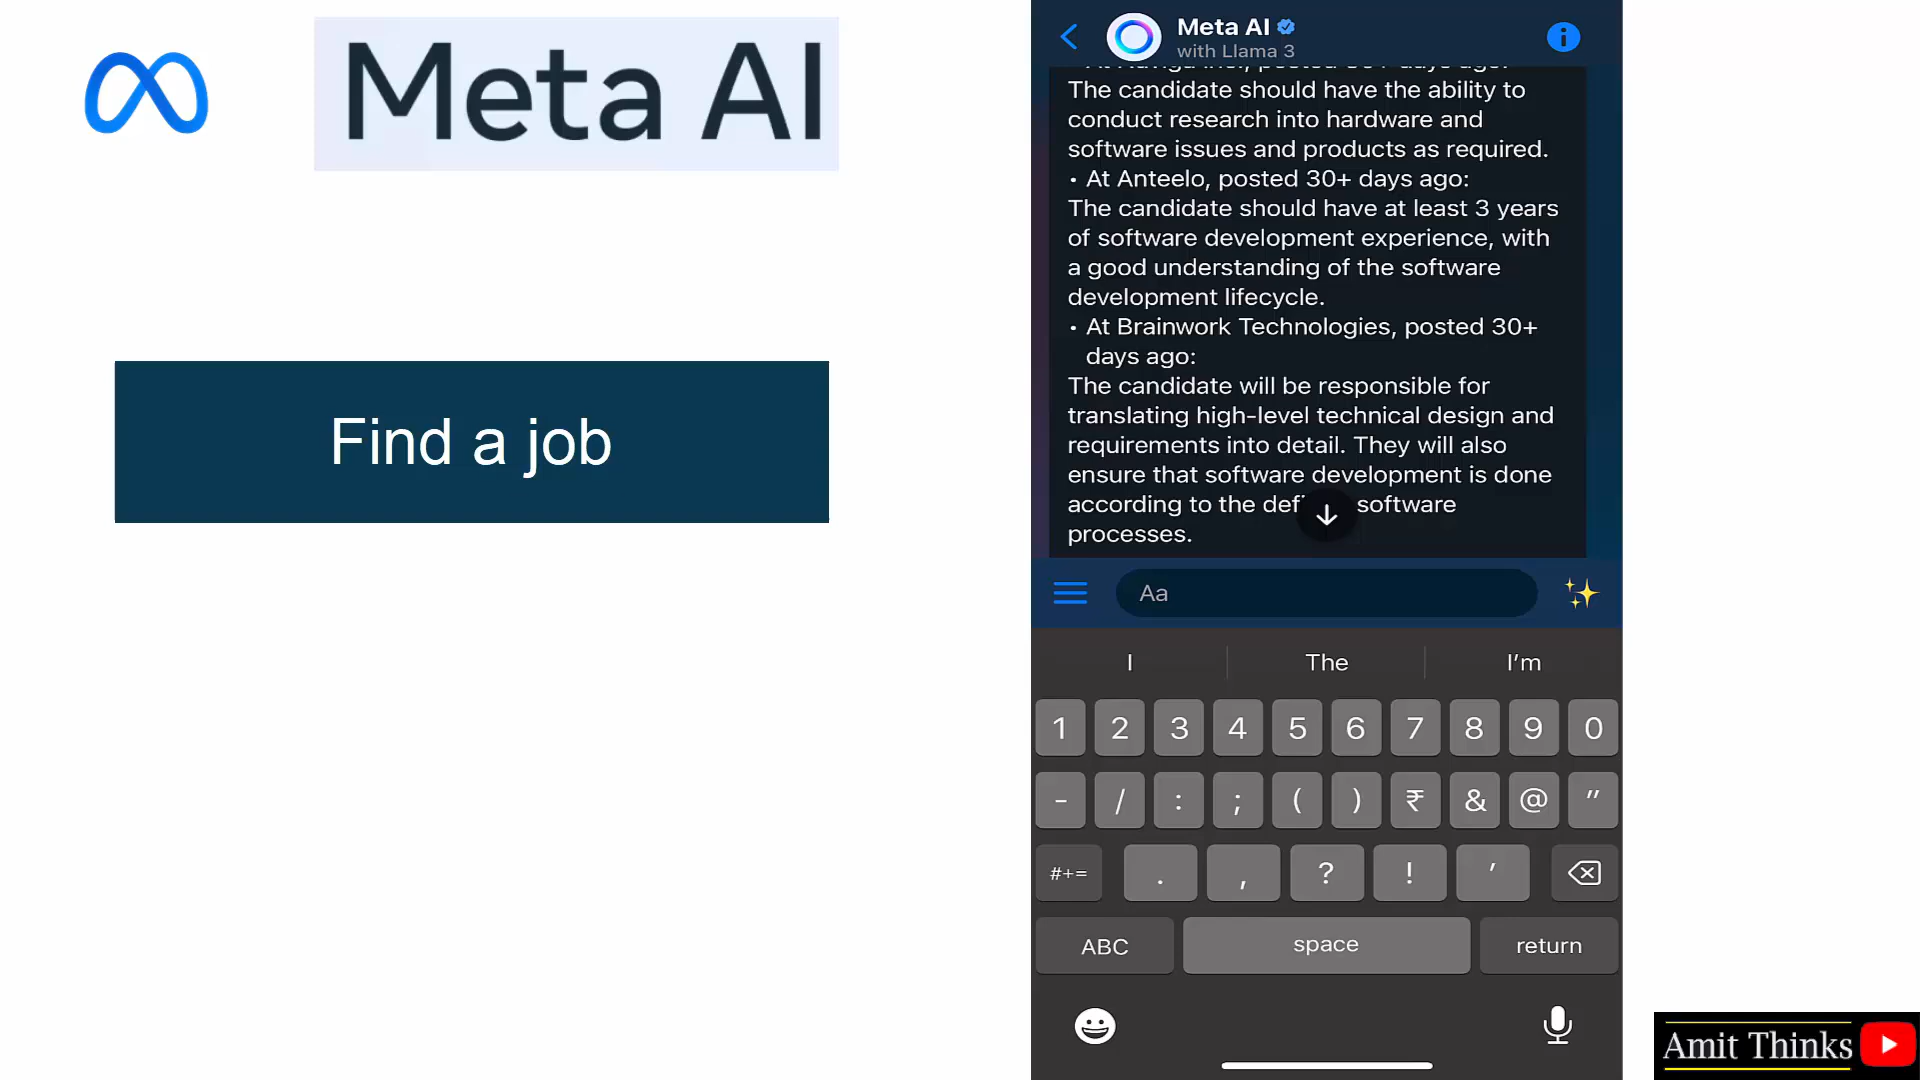 Meta AI
Find a job
Meta AI
with Llama 3
The candidate should have the ability to
conduct research into hardware and
software issues and products as required.
• At Anteelo, posted 30+ days ago:
The candidate should have at least 3 years
of software development experience, with
a good understanding of the software
development lifecycle.
• At Brainwork Technologies, posted 30+
days ago:
The candidate will be responsible for
translating high-level technical design and
requirements into detail. They will also
ensure that software development is done
according to the software
processes.
Aa
I The I'm
1 2 3 4 5 6 7 8 9 0
- / : ; ( ) ₹ & @ "
#+= . , ? ! '
ABC space return
Amit Thinks